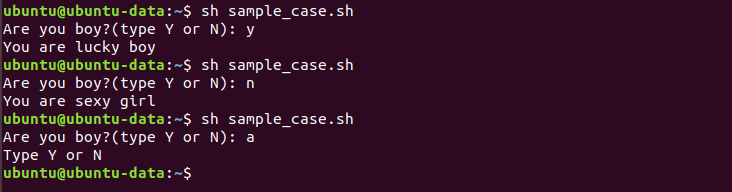 ubuntu@ubuntu-data:~$ sh sample_case.sh
Are you boy?(type Y or N): y
You are lucky boy
ubuntu@ubuntu-data:~$ sh sample_case.sh
Are you boy?(type Y or N): n
You are sexy girl
ubuntu@ubuntu-data:~$ sh sample_case.sh
Are you boy?(type Y or N): a
Type Y or N
ubuntu@ubuntu-data:~$